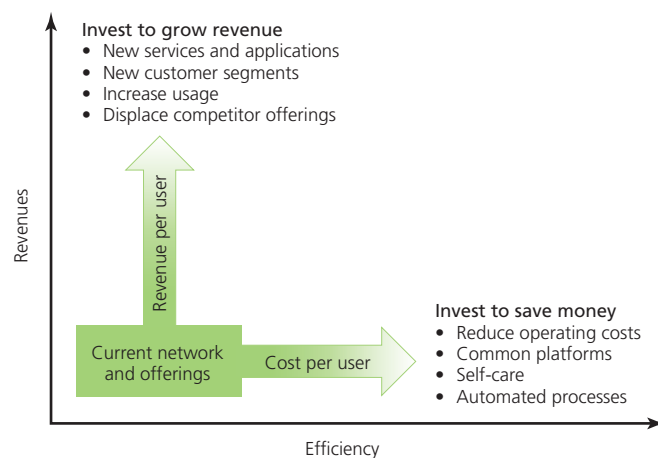 Invest to grow revenue
• New services and applications
• New customer segments
• Increase usage
• Displace competitor offerings
Revenues
Revenue per user
Current network
and offerings
Cost per user
Invest to save money
• Reduce operating costs
• Common platforms
• Self-care
• Automated processes
Efficiency